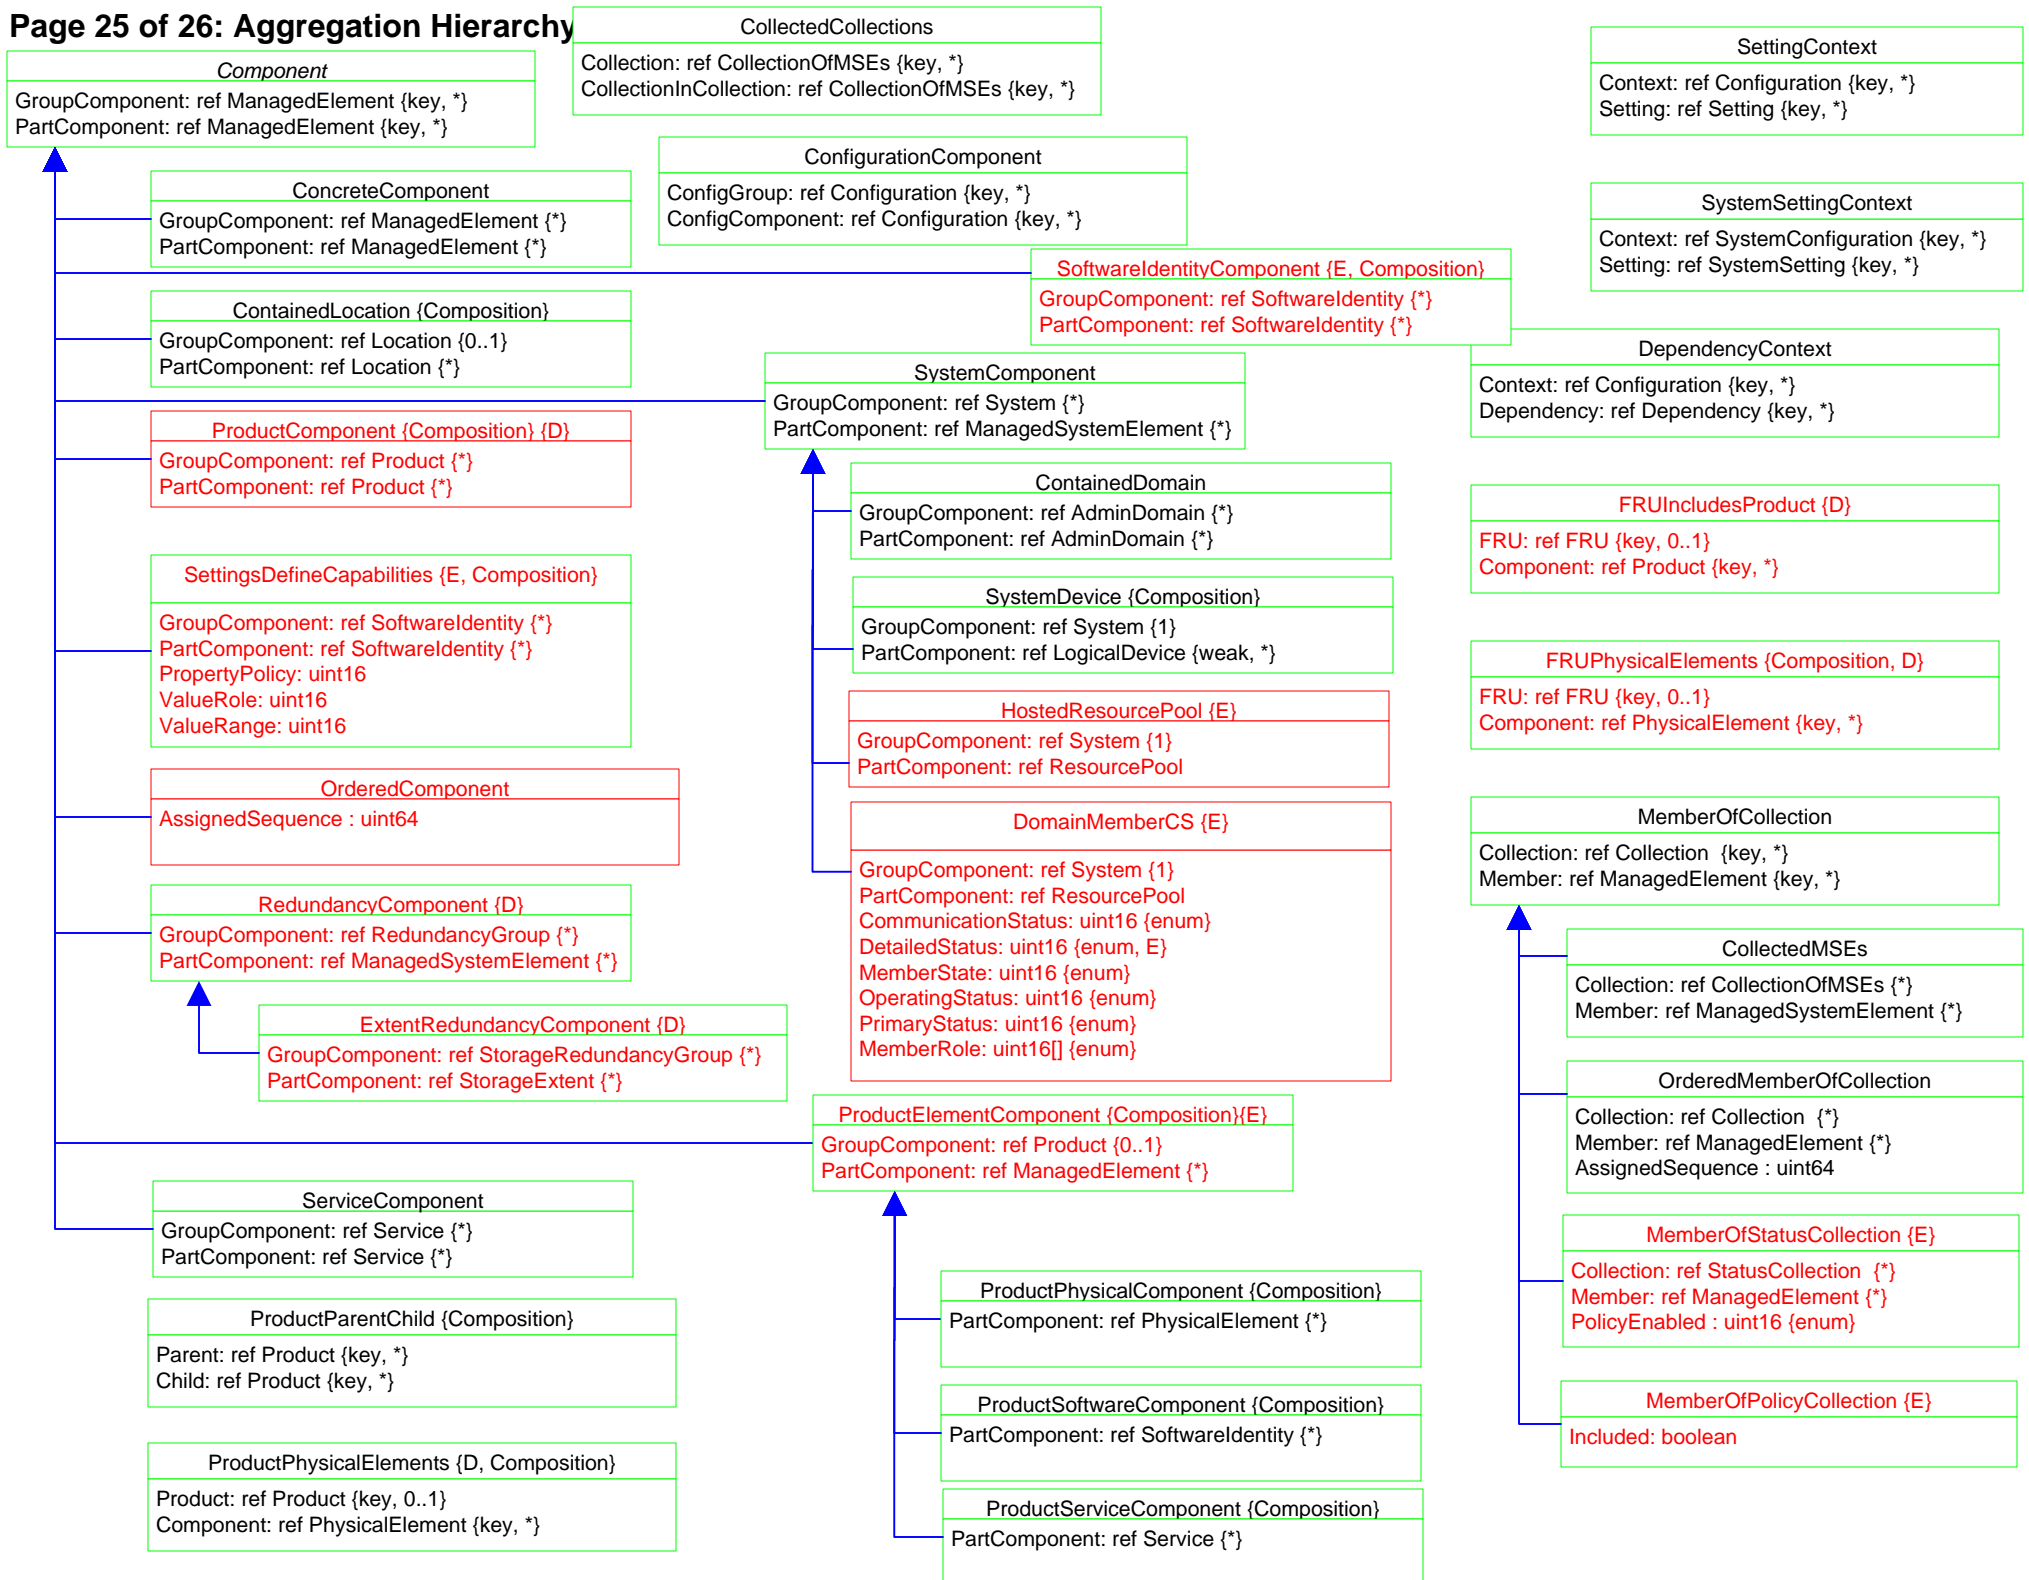 Page 25 of 26: Aggregation Hierarchy
Component
GroupComponent: ref ManagedElement {key, *}
PartComponent: ref ManagedElement {key, *}
CollectedCollections
Collection: ref CollectionOfMSEs {key, *}
CollectionInCollection: ref CollectionOfMSEs {key, *}
SettingContext
Context: ref Configuration {key, *}
Setting: ref Setting {key, *}
ConcreteComponent
GroupComponent: ref ManagedElement {*}
PartComponent: ref ManagedElement {*}
ConfigurationComponent
ConfigGroup: ref Configuration {key, *}
ConfigComponent: ref Configuration {key, *}
SystemSettingContext
Context: ref SystemConfiguration {key, *}
Setting: ref SystemSetting {key, *}
SoftwareIdentityComponent {E, Composition}
GroupComponent: ref SoftwareIdentity {*}
PartComponent: ref SoftwareIdentity {*}
ContainedLocation {Composition}
GroupComponent: ref Location {0..1}
PartComponent: ref Location {*}
SystemComponent
GroupComponent: ref System {*}
PartComponent: ref ManagedSystemElement {*}
DependencyContext
Context: ref Configuration {key, *}
Dependency: ref Dependency {key, *}
ProductComponent {Composition} {D}
GroupComponent: ref Product {*}
PartComponent: ref Product {*}
ContainedDomain
GroupComponent: ref AdminDomain {*}
PartComponent: ref AdminDomain {*}
FRUIncludesProduct {D}
FRU: ref FRU {key, 0..1}
Component: ref Product {key, *}
SettingsDefineCapabilities {E, Composition}
GroupComponent: ref SoftwareIdentity {*}
PartComponent: ref SoftwareIdentity {*}
PropertyPolicy: uint16
ValueRole: uint16
ValueRange: uint16
SystemDevice {Composition}
GroupComponent: ref System {1}
PartComponent: ref LogicalDevice {weak, *}
FRUPhysicalElements {Composition, D}
FRU: ref FRU {key, 0..1}
Component: ref PhysicalElement {key, *}
HostedResourcePool {E}
GroupComponent: ref System {1}
PartComponent: ref ResourcePool
OrderedComponent
AssignedSequence : uint64
DomainMemberCS {E}
GroupComponent: ref System {1}
PartComponent: ref ResourcePool
CommunicationStatus: uint16 {enum}
DetailedStatus: uint16 {enum, E}
MemberState: uint16 {enum}
OperatingStatus: uint16 {enum}
PrimaryStatus: uint16 {enum}
MemberRole: uint16[] {enum}
MemberOfCollection
Collection: ref Collection  {key, *}
Member: ref ManagedElement {key, *}
RedundancyComponent {D}
GroupComponent: ref RedundancyGroup {*}
PartComponent: ref ManagedSystemElement {*}
CollectedMSEs
Collection: ref CollectionOfMSEs {*}
Member: ref ManagedSystemElement {*}
ExtentRedundancyComponent {D}
GroupComponent: ref StorageRedundancyGroup {*}
PartComponent: ref StorageExtent {*}
OrderedMemberOfCollection
Collection: ref Collection  {*}
Member: ref ManagedElement {*}
AssignedSequence : uint64
ProductElementComponent {Composition}{E}
GroupComponent: ref Product {0..1}
PartComponent: ref ManagedElement {*}
ServiceComponent
GroupComponent: ref Service {*}
PartComponent: ref Service {*}
MemberOfStatusCollection {E}
Collection: ref StatusCollection  {*}
Member: ref ManagedElement {*}
PolicyEnabled : uint16 {enum}
ProductPhysicalComponent {Composition}
PartComponent: ref PhysicalElement {*}
ProductParentChild {Composition}
Parent: ref Product {key, *}
Child: ref Product {key, *}
ProductSoftwareComponent {Composition}
PartComponent: ref SoftwareIdentity {*}
MemberOfPolicyCollection {E}
Included: boolean
ProductPhysicalElements {D, Composition}
Product: ref Product {key, 0..1}
Component: ref PhysicalElement {key, *}
ProductServiceComponent {Composition}
PartComponent: ref Service {*}